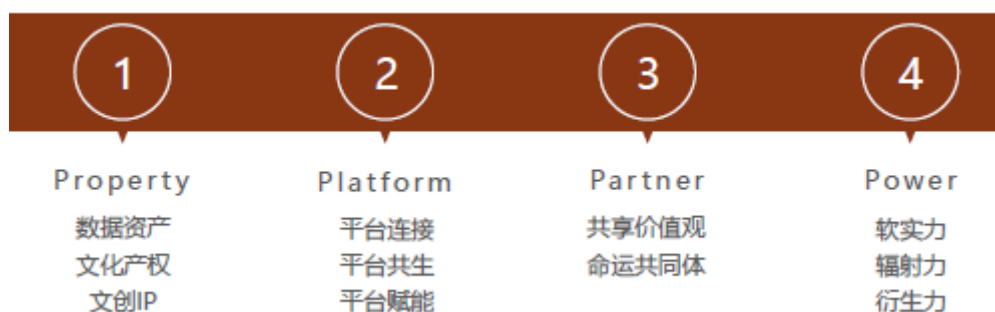 1
2
3
4
Property
数据资产
文化产权
文创IP
Platform
平台连接
平台共生
平台赋能
Partner
共享价值观
命运共同体
Power
软实力
辐射力
衍生力